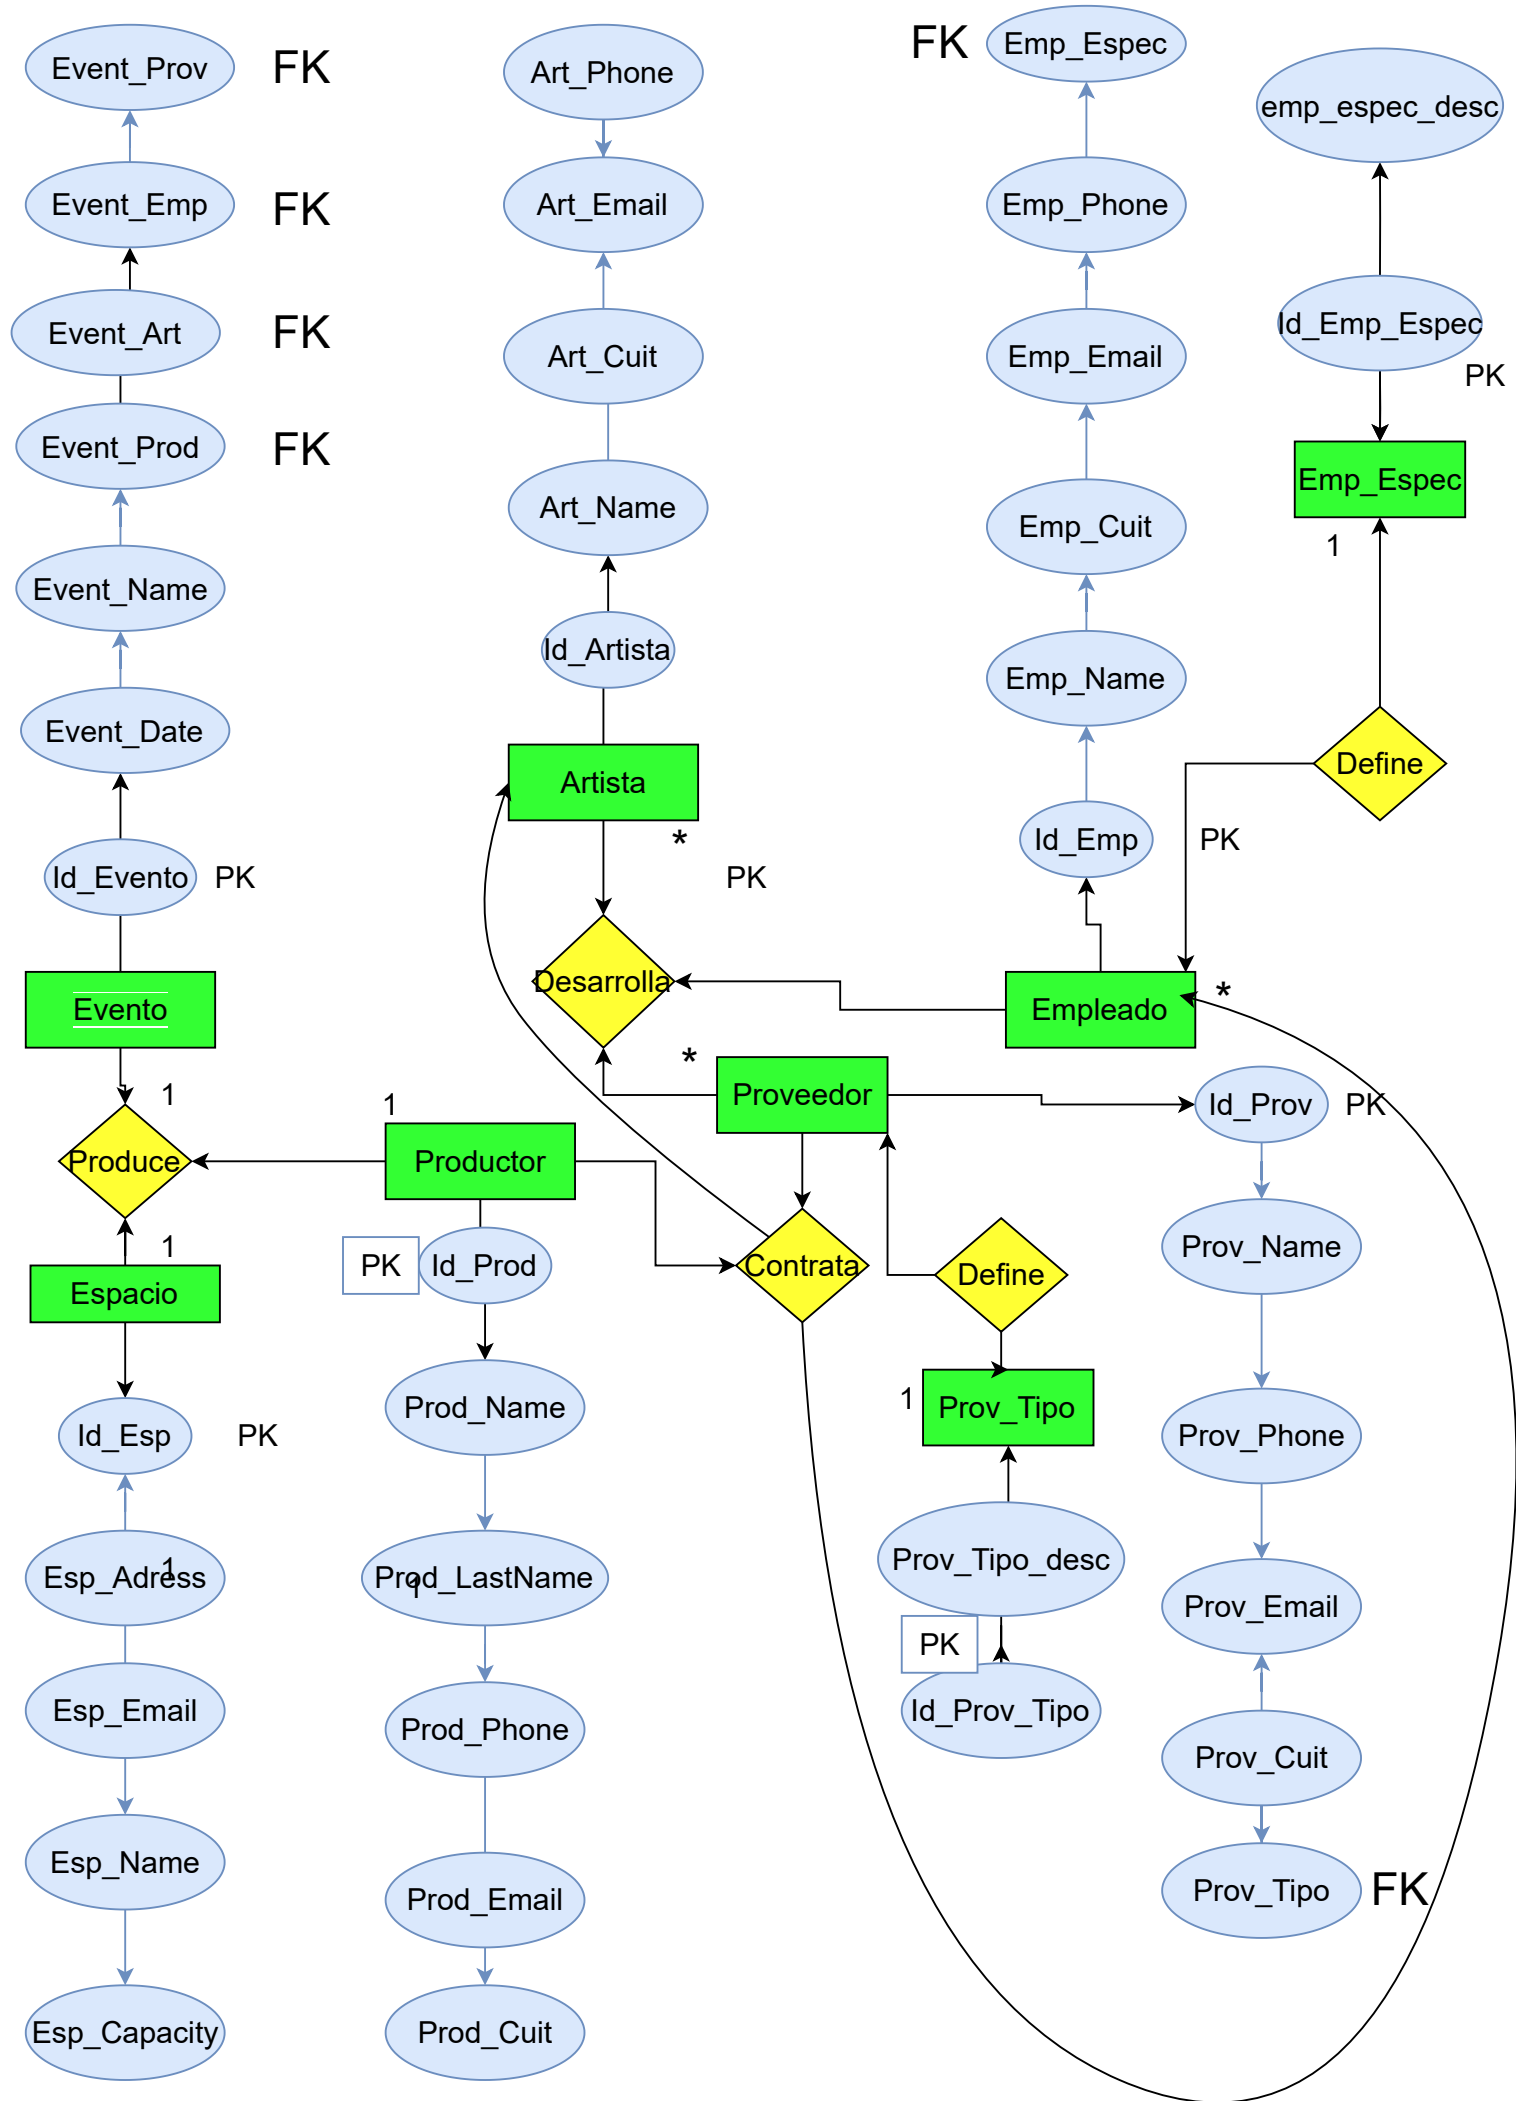 Event_Prov
FK
Event_Emp
FK
Event_Art
FK
Event_Prod
FK
Event_Name
Event_Date
Id_Evento
PK
Evento
1
Produce
1
Espacio
Id_Esp
PK
Esp_Adress
1
Esp_Email
Esp_Name
Esp_Capacity
Art_Phone
Art_Email
Art_Cuit
Art_Name
Id_Artista
Artista
*
PK
Desarrolla
*
Proveedor
1
Productor
PK
Id_Prod
Prod_Name
Prod_LastName
1
Prod_Phone
Prod_Email
Prod_Cuit
Contrata
Define
1
Prov_Tipo
Prov_Tipo_desc
PK
Id_Prov_Tipo
FK
Emp_Espec
Emp_Phone
Emp_Email
Emp_Cuit
Emp_Name
Id_Emp
PK
Empleado
*
emp_espec_desc
Id_Emp_Espec
PK
Emp_Espec
1
Define
Id_Prov
PK
Prov_Name
Prov_Phone
Prov_Email
Prov_Cuit
Prov_Tipo
FK